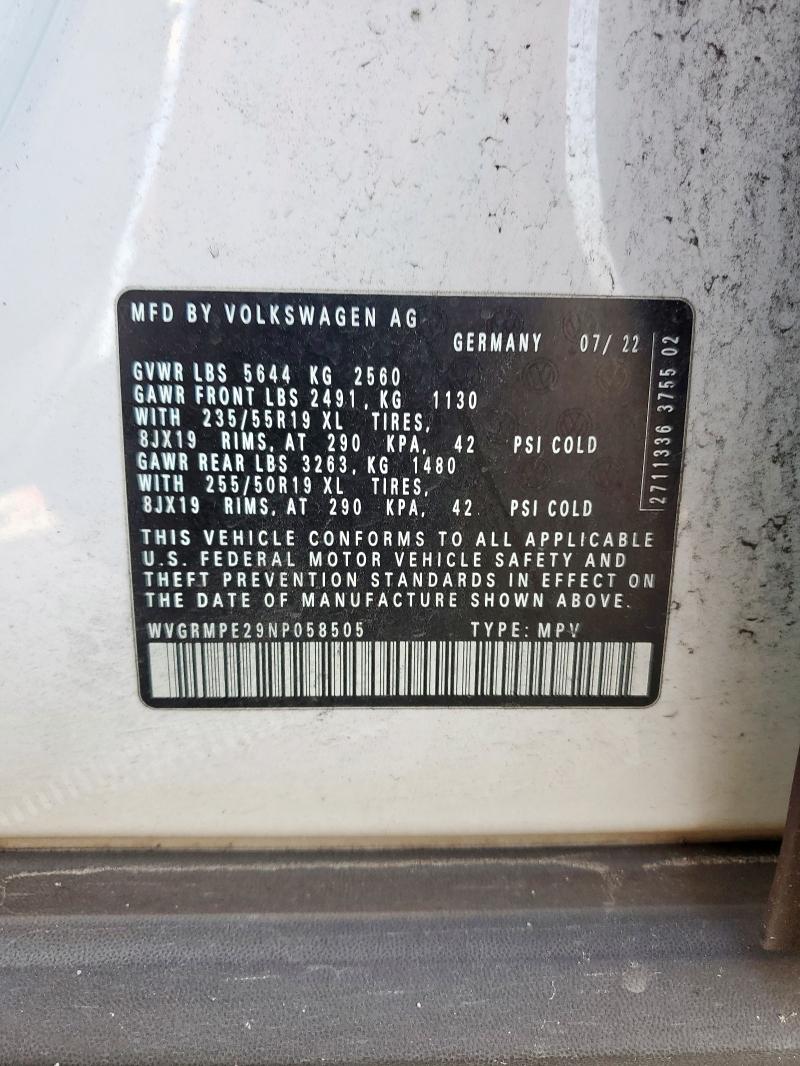 MFD BY VOLKSWAGEN AG
GERMANY 07/ 22
GVWR LBS 5644 KG 2560
GAWR FRONT LBS 2491, KG 1130
WITH 235/55R19 XL TIRES,
8JX19 RIMS, AT 290 KPA, 42 PSI COLD
GAWR REAR LBS 3263, KG 1480
WITH 255/50R19 XL TIRES,
8JX19 RIMS, AT 290 KPA, 42 PSI COLD
THIS VEHICLE CONFORMS TO ALL APPLICABLE
U.S. FEDERAL MOTOR VEHICLE SAFETY AND
THEFT PREVENTION STANDARDS IN EFFECT ON
THE DATE OF MANUFACTURE SHOWN ABOVE.
WVGRMPE29NP058505 TYPE: MPV
2711336 3755 02